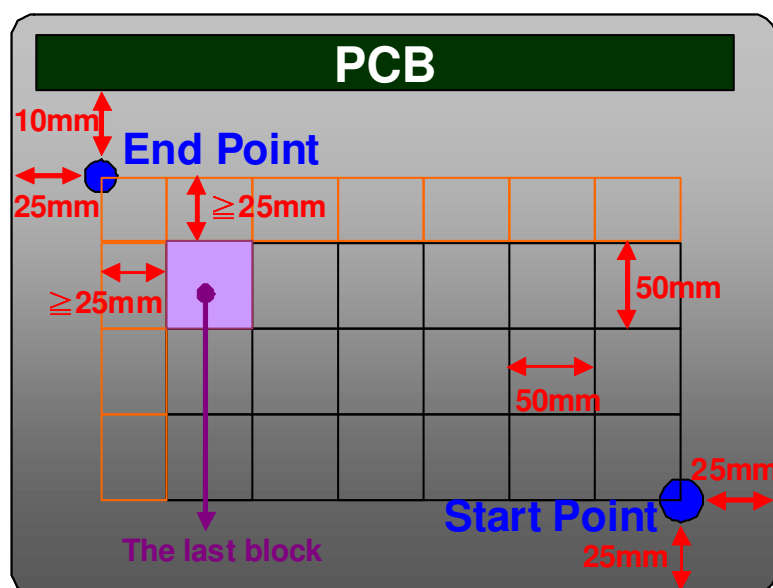 PCB
10mm
End Point
25mm
≧25mm
≧25mm
50mm
50mm
25mm
Start Point
25mm
The last block